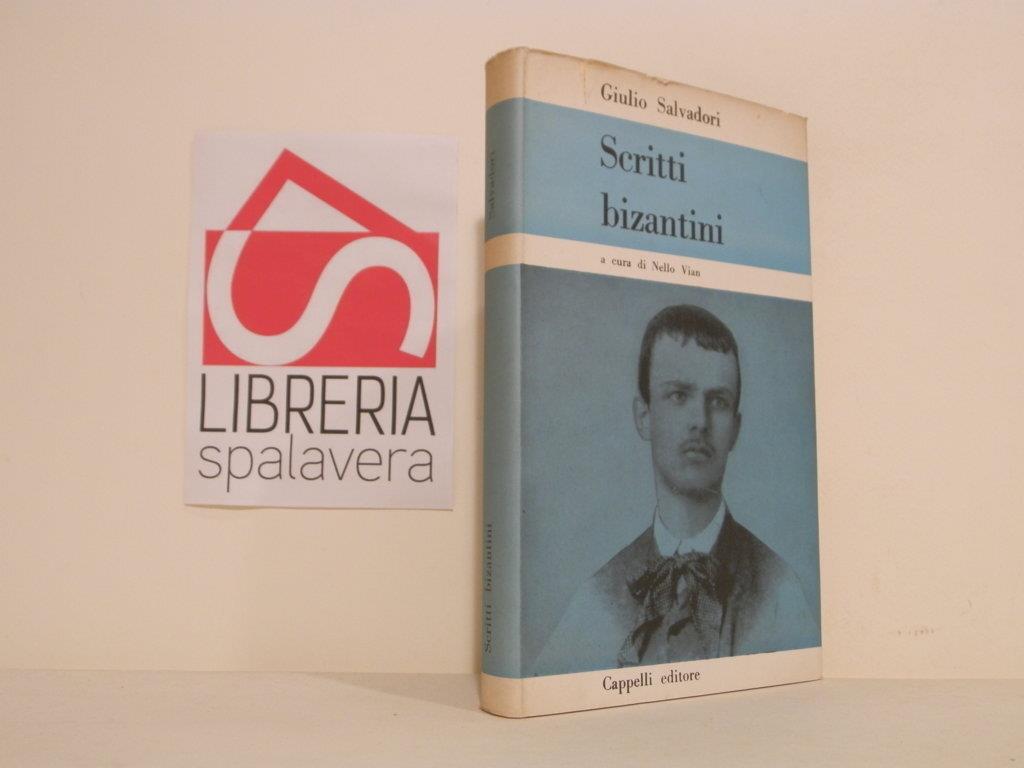 LIBRERIA
spalavera
Salvadori
Scritti bizantini
Giulio Salvadori
Scritti
bizantini
a cura di Nello Vian
Cappelli editore